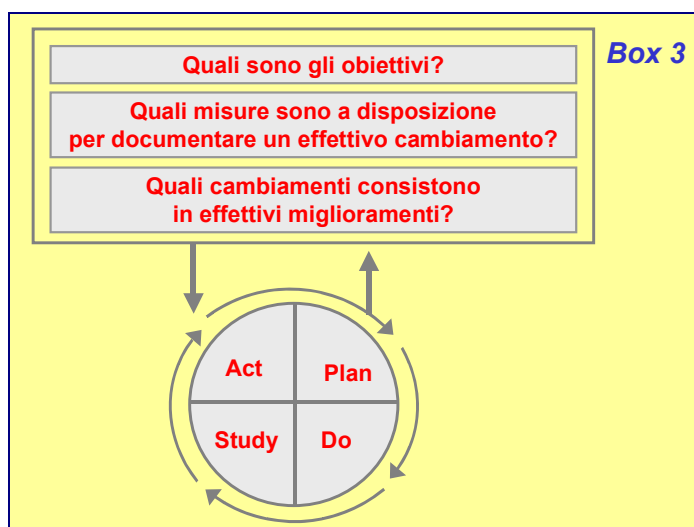 Box 3
Quali sono gli obiettivi?
Quali misure sono a disposizione
per documentare un effettivo cambiamento?
Quali cambiamenti consistono
in effettivi miglioramenti?
Act
Plan
Study
Do